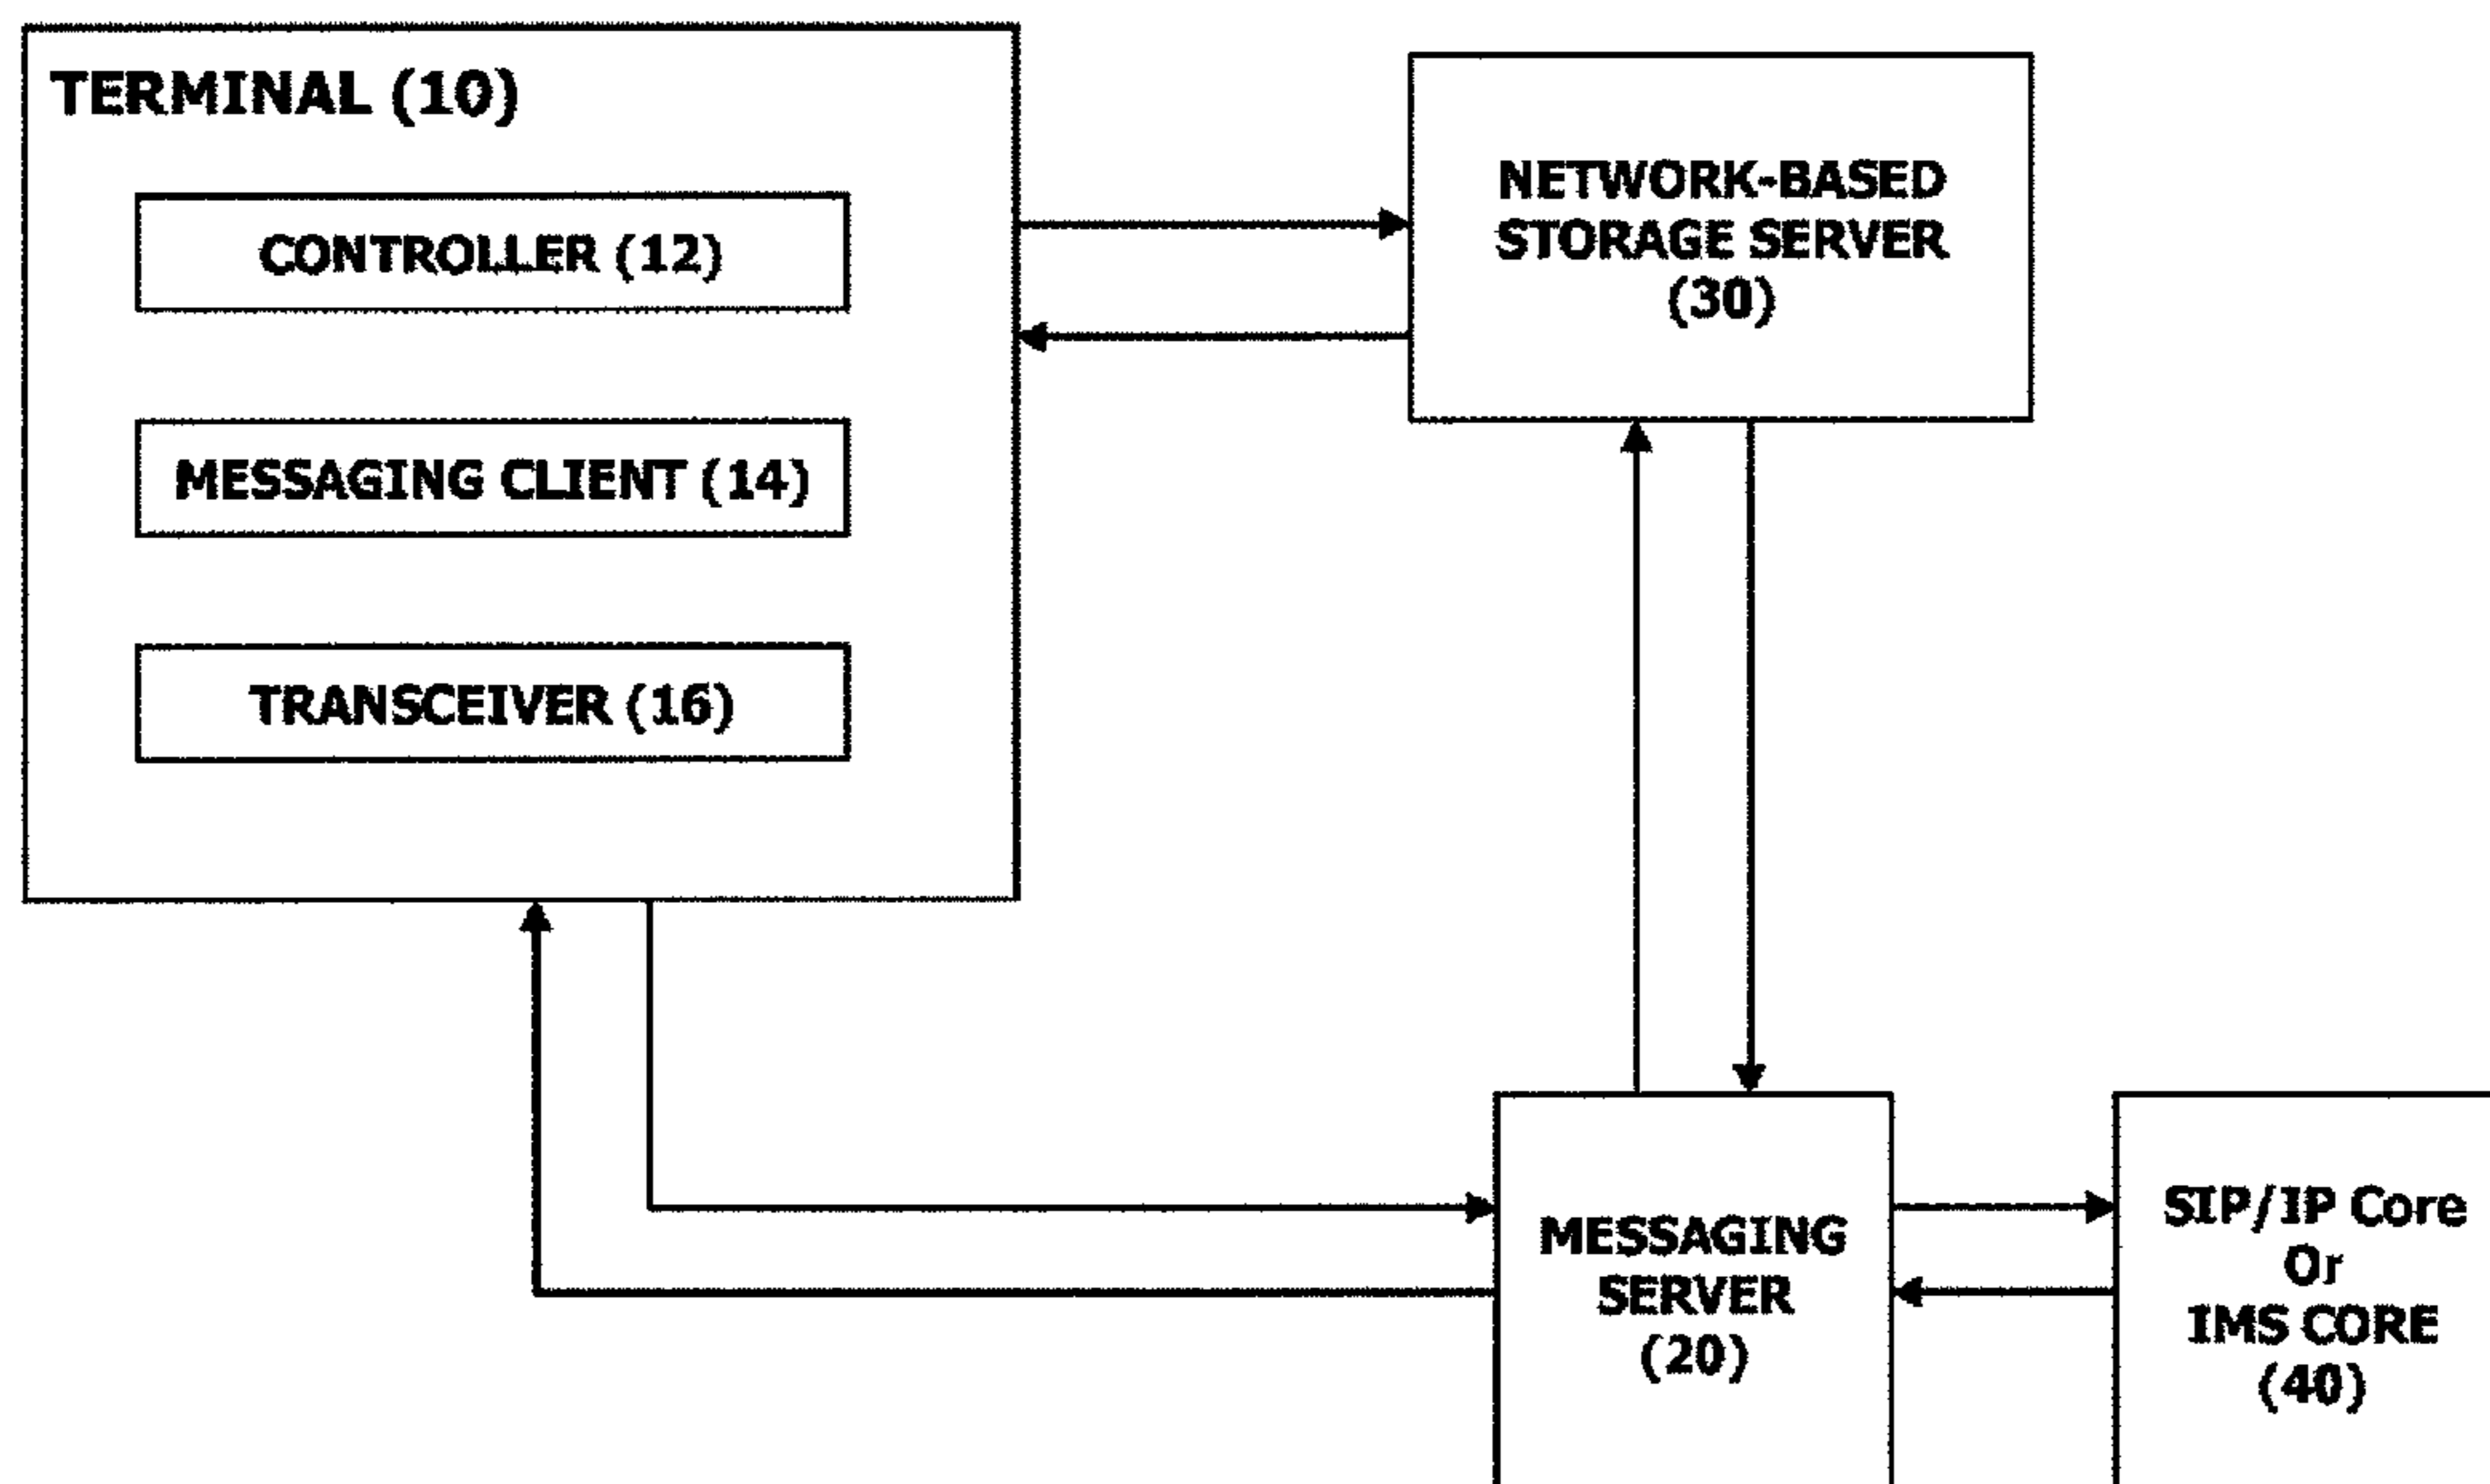 TERMINAL (10)
CONTROLLER (12)
MESSAGING CLIENT (14)
TRANSCEIVER (16)
NETWORK-BASED
STORAGE SERVER
(30)
MESSAGING
SERVER
(20)
SIP/IP Core
Or
IMS CORE
(40)